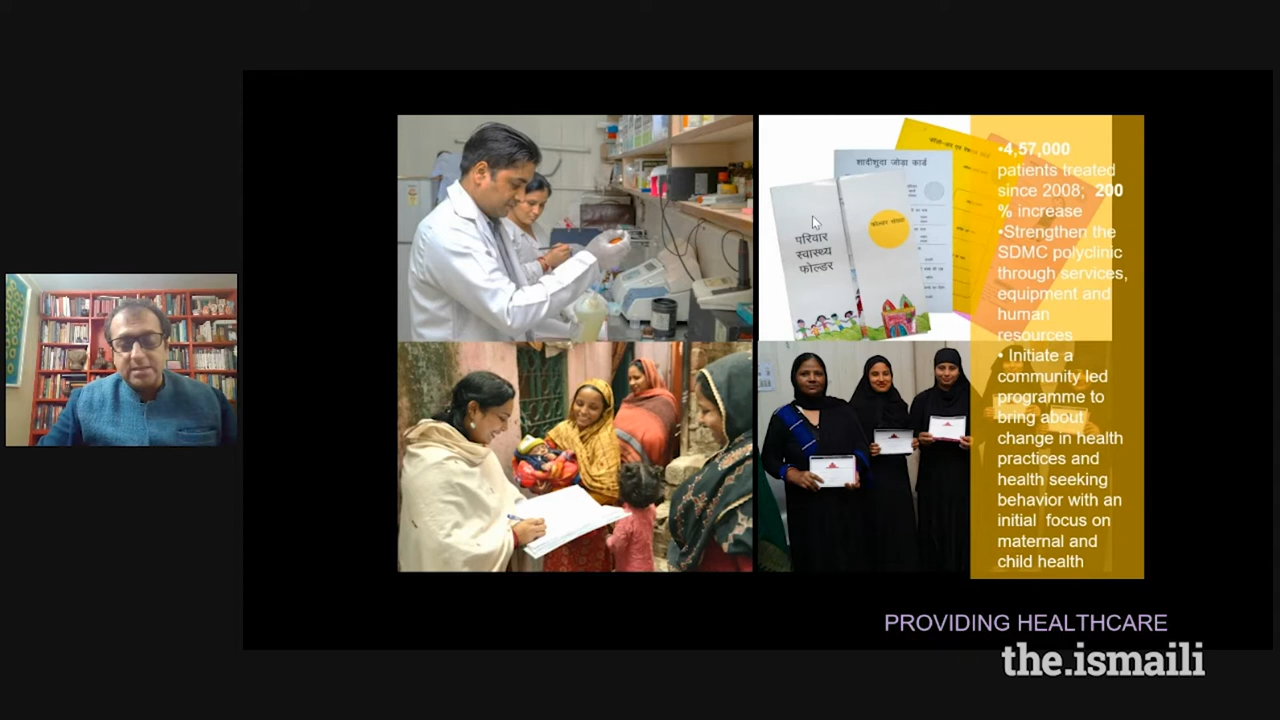 परिवार
स्वास्थ्य
फोल्डर
शादीशुदा जोड़ा कार्ड
•4,57,000
patients treated
since 2008; 200
% increase
•Strengthen the
SDMC polyclinic
through services,
equipment and
human
resources
• Initiate a
community led
programme to
bring about
change in health
practices and
health seeking
behavior with an
initial focus on
maternal and
child health
PROVIDING HEALTHCARE
the.ismaili